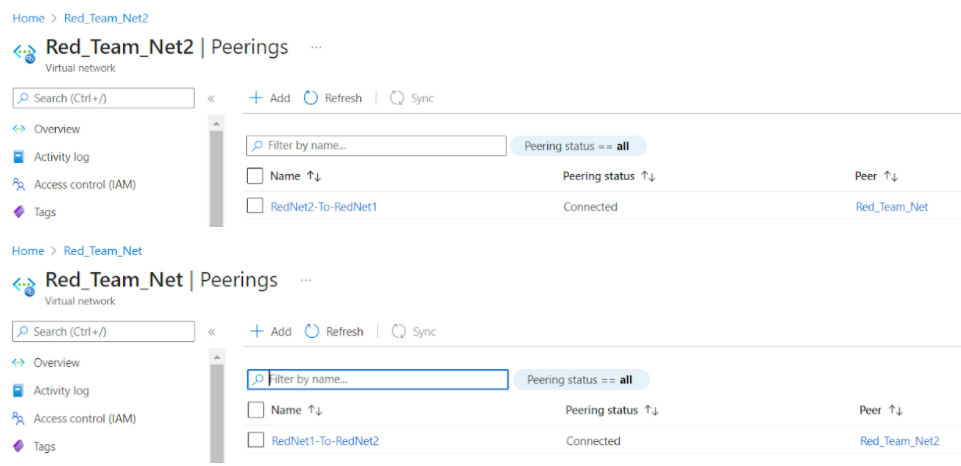 Home > Red_Team_Net2
Red_Team_Net2 | Peerings ...
Virtual network
Search (Ctrl+/) «
+ Add Refresh | Sync
Overview
Activity log
Access control (IAM)
Tags
Filter by name... Peering status == all
Name ↑↓ Peering status ↑↓ Peer ↑↓
RedNet2-To-RedNet1 Connected Red_Team_Net
Home > Red_Team_Net
Red_Team_Net | Peerings ...
Virtual network
Search (Ctrl+/) «
+ Add Refresh | Sync
Overview
Activity log
Access control (IAM)
Tags
Filter by name... Peering status == all
Name ↑↓ Peering status ↑↓ Peer ↑↓
RedNet1-To-RedNet2 Connected Red_Team_Net2